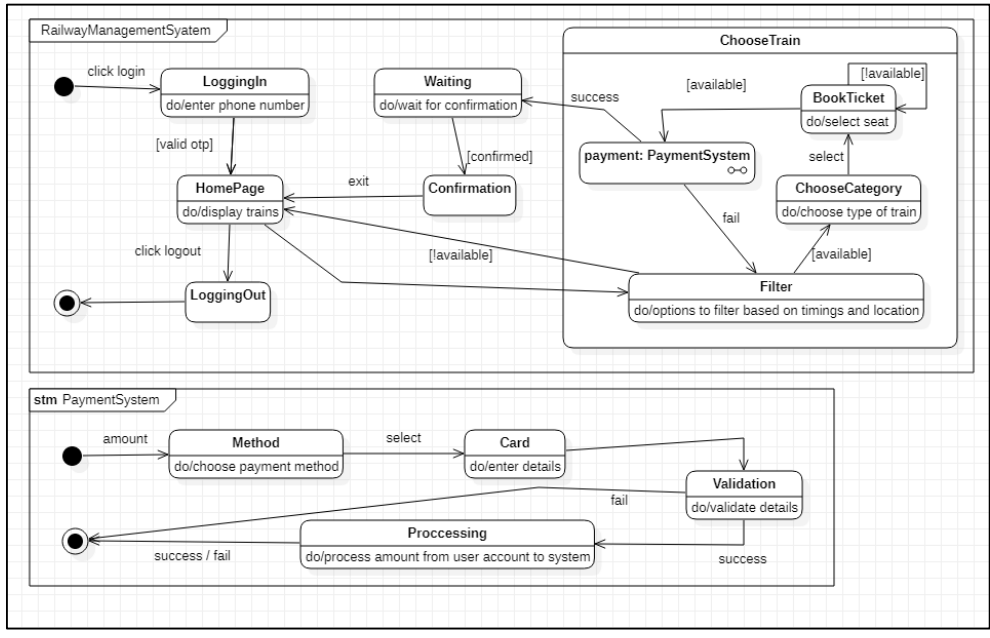 RailwayManagementSyatem
ChooseTrain
click login
LoggingIn
do/enter phone number
Waiting
do/wait for confirmation
success
[available]
[!available]
BookTicket
do/select seat
[valid otp]
[confirmed]
payment: PaymentSystem
select
HomePage
do/display trains
exit
Confirmation
ChooseCategory
do/choose type of train
fail
click logout
[!available]
[available]
LoggingOut
Filter
do/options to filter based on timings and location
stm PaymentSystem
amount
Method
do/choose payment method
select
Card
do/enter details
Validation
do/validate details
fail
Proccessing
do/process amount from user account to system
success / fail
success